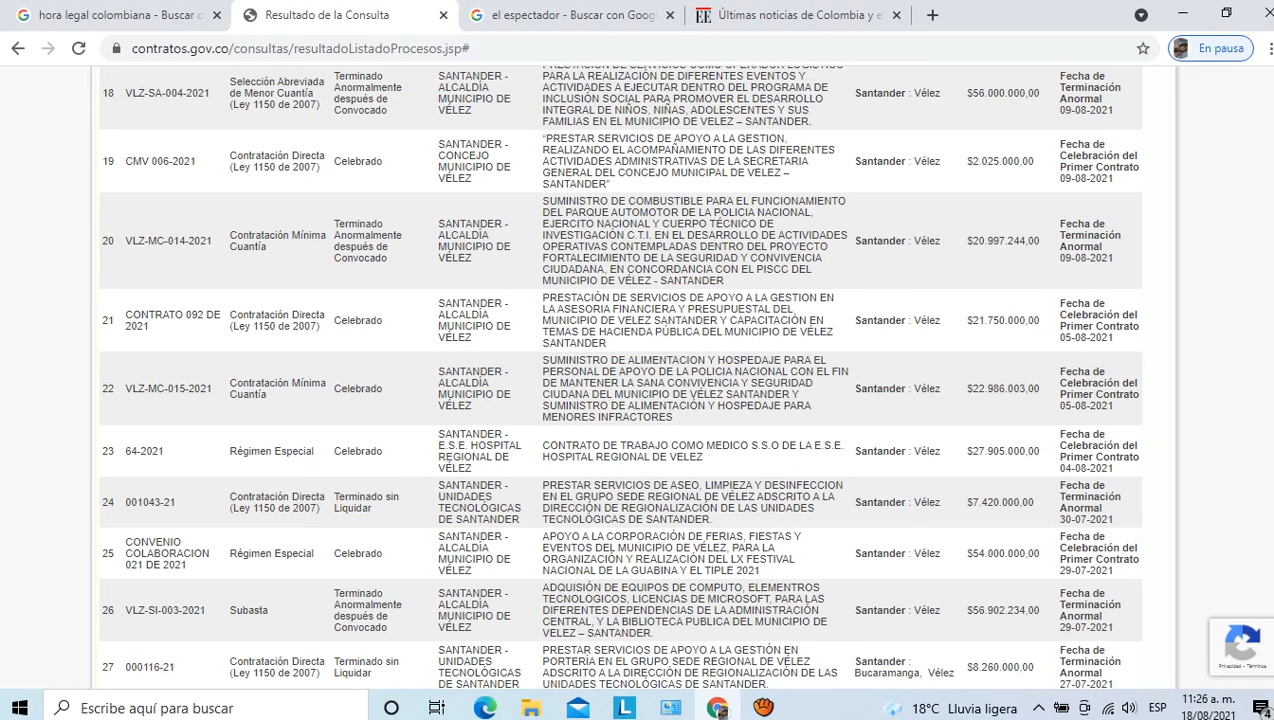 hora legal colombiana - Buscar c
Resultado de la Consulta
el espectador - Buscar con Goog
Últimas noticias de Colombia y e
contratos.gov.co/consultas/resultadoListadoProcesos.jsp#
En pausa
18 VLZ-SA-004-2021
Selección Abreviada
de Menor Cuantía
(Ley 1150 de 2007)
Terminado
Anormalmente
después de
Convocado
SANTANDER -
ALCALDÍA
MUNICIPIO DE
VÉLEZ
PRESTACIÓN DE SERVICIOS COMO OPERADOR LOGISTICOS
PARA LA REALIZACIÓN DE DIFERENTES EVENTOS Y
ACTIVIDADES A EJECUTAR DENTRO DEL PROGRAMA DE
INCLUSIÓN SOCIAL PARA PROMOVER EL DESARROLLO
INTEGRAL DE NIÑOS, NIÑAS, ADOLESCENTES Y SUS
FAMILIAS EN EL MUNICIPIO DE VELEZ – SANTANDER.
Santander : Vélez
$56.000.000,00
Fecha de
Terminación
Anormal
09-08-2021
19 CMV 006-2021
Contratación Directa
(Ley 1150 de 2007)
Celebrado
SANTANDER -
CONCEJO
MUNICIPIO DE
VÉLEZ
“PRESTAR SERVICIOS DE APOYO A LA GESTION,
REALIZANDO EL ACOMPAÑAMIENTO DE LAS DIFERENTES
ACTIVIDADES ADMINISTRATIVAS DE LA SECRETARIA
GENERAL DEL CONCEJO MUNICIPAL DE VELEZ –
SANTANDER”
Santander : Vélez
$2.025.000,00
Fecha de
Celebración del
Primer Contrato
09-08-2021
20 VLZ-MC-014-2021
Contratación Mínima
Cuantía
Terminado
Anormalmente
después de
Convocado
SANTANDER -
ALCALDÍA
MUNICIPIO DE
VÉLEZ
SUMINISTRO DE COMBUSTIBLE PARA EL FUNCIONAMIENTO
DEL PARQUE AUTOMOTOR DE LA POLICIA NACIONAL,
EJERCITO NACIONAL Y CUERPO TÉCNICO DE
INVESTIGACIÓN C.T.I. EN EL DESARROLLO DE ACTIVIDADES
OPERATIVAS CONTEMPLADAS DENTRO DEL PROYECTO
FORTALECIMIENTO DE LA SEGURIDAD Y CONVIVENCIA
CIUDADANA, EN CONCORDANCIA CON EL PISCC DEL
MUNICIPIO DE VÉLEZ - SANTANDER
Santander : Vélez
$20.997.244,00
Fecha de
Terminación
Anormal
09-08-2021
21 CONTRATO 092 DE
2021
Contratación Directa
(Ley 1150 de 2007)
Celebrado
SANTANDER -
ALCALDÍA
MUNICIPIO DE
VÉLEZ
PRESTACIÓN DE SERVICIOS DE APOYO A LA GESTION EN
LA ASESORIA FINANCIERA Y PRESUPUESTAL DEL
MUNICIPIO DE VELEZ SANTANDER Y CAPACITACIÓN EN
TEMAS DE HACIENDA PÚBLICA DEL MUNICIPIO DE VÉLEZ
SANTANDER
Santander : Vélez
$21.750.000,00
Fecha de
Celebración del
Primer Contrato
05-08-2021
22 VLZ-MC-015-2021
Contratación Mínima
Cuantía
Celebrado
SANTANDER -
ALCALDÍA
MUNICIPIO DE
VÉLEZ
SUMINISTRO DE ALIMENTACION Y HOSPEDAJE PARA EL
PERSONAL DE APOYO DE LA POLICIA NACIONAL CON EL FIN
DE MANTENER LA SANA CONVIVENCIA Y SEGURIDAD
CIUDANA DEL MUNICIPIO DE VÉLEZ SANTANDER Y
SUMINISTRO DE ALIMENTACIÓN Y HOSPEDAJE PARA
MENORES INFRACTORES
Santander : Vélez
$22.986.003,00
Fecha de
Celebración del
Primer Contrato
05-08-2021
23 64-2021
Régimen Especial
Celebrado
SANTANDER -
E.S.E. HOSPITAL
REGIONAL DE
VÉLEZ
CONTRATO DE TRABAJO COMO MEDICO S.S.O DE LA E.S.E.
HOSPITAL REGIONAL DE VELEZ
Santander : Vélez
$27.905.000,00
Fecha de
Celebración del
Primer Contrato
04-08-2021
24 001043-21
Contratación Directa
(Ley 1150 de 2007)
Terminado sin
Liquidar
SANTANDER -
UNIDADES
TECNOLÓGICAS
DE SANTANDER
PRESTAR SERVICIOS DE ASEO, LIMPIEZA Y DESINFECCION
EN EL GRUPO SEDE REGIONAL DE VÉLEZ ADSCRITO A LA
DIRECCIÓN DE REGIONALIZACIÓN DE LAS UNIDADES
TECNOLÓGICAS DE SANTANDER.
Santander : Vélez
$7.420.000,00
Fecha de
Terminación
Anormal
30-07-2021
25 CONVENIO
COLABORACION
021 DE 2021
Régimen Especial
Celebrado
SANTANDER -
ALCALDÍA
MUNICIPIO DE
VÉLEZ
APOYO A LA CORPORACIÓN DE FERIAS, FIESTAS Y
EVENTOS DEL MUNICIPIO DE VÉLEZ, PARA LA
ORGANIZACIÓN Y REALIZACIÓN DEL LX FESTIVAL
NACIONAL DE LA GUABINA Y EL TIPLE 2021
Santander : Vélez
$54.000.000,00
Fecha de
Celebración del
Primer Contrato
29-07-2021
26 VLZ-SI-003-2021
Subasta
Terminado
Anormalmente
después de
Convocado
SANTANDER -
ALCALDÍA
MUNICIPIO DE
VÉLEZ
ADQUISIÓN DE EQUIPOS DE COMPUTO, ELEMENTROS
TECNOLOGICOS, LICENCIAS DE MICROSOFT, PARA LAS
DIFERENTES DEPENDENCIAS DE LA ADMINISTRACIÓN
CENTRAL, Y LA BIBLIOTECA PUBLICA DEL MUNICIPIO DE
VELEZ – SANTANDER.
Santander : Vélez
$56.902.234,00
Fecha de
Terminación
Anormal
29-07-2021
27 000116-21
Contratación Directa
(Ley 1150 de 2007)
Terminado sin
Liquidar
SANTANDER -
UNIDADES
TECNOLÓGICAS
DE SANTANDER
PRESTAR SERVICIOS DE APOYO A LA GESTIÓN EN
PORTERÍA EN EL GRUPO SEDE REGIONAL DE VÉLEZ
ADSCRITO A LA DIRECCIÓN DE REGIONALIZACIÓN DE LAS
UNIDADES TECNOLÓGICAS DE SANTANDER.
Santander :
Bucaramanga, Vélez
$8.260.000,00
Fecha de
Terminación
Anormal
27-07-2021
Privacidad - Términos
Escribe aquí para buscar
18°C Lluvia ligera
ESP
11:26 a. m.
18/08/2021
4